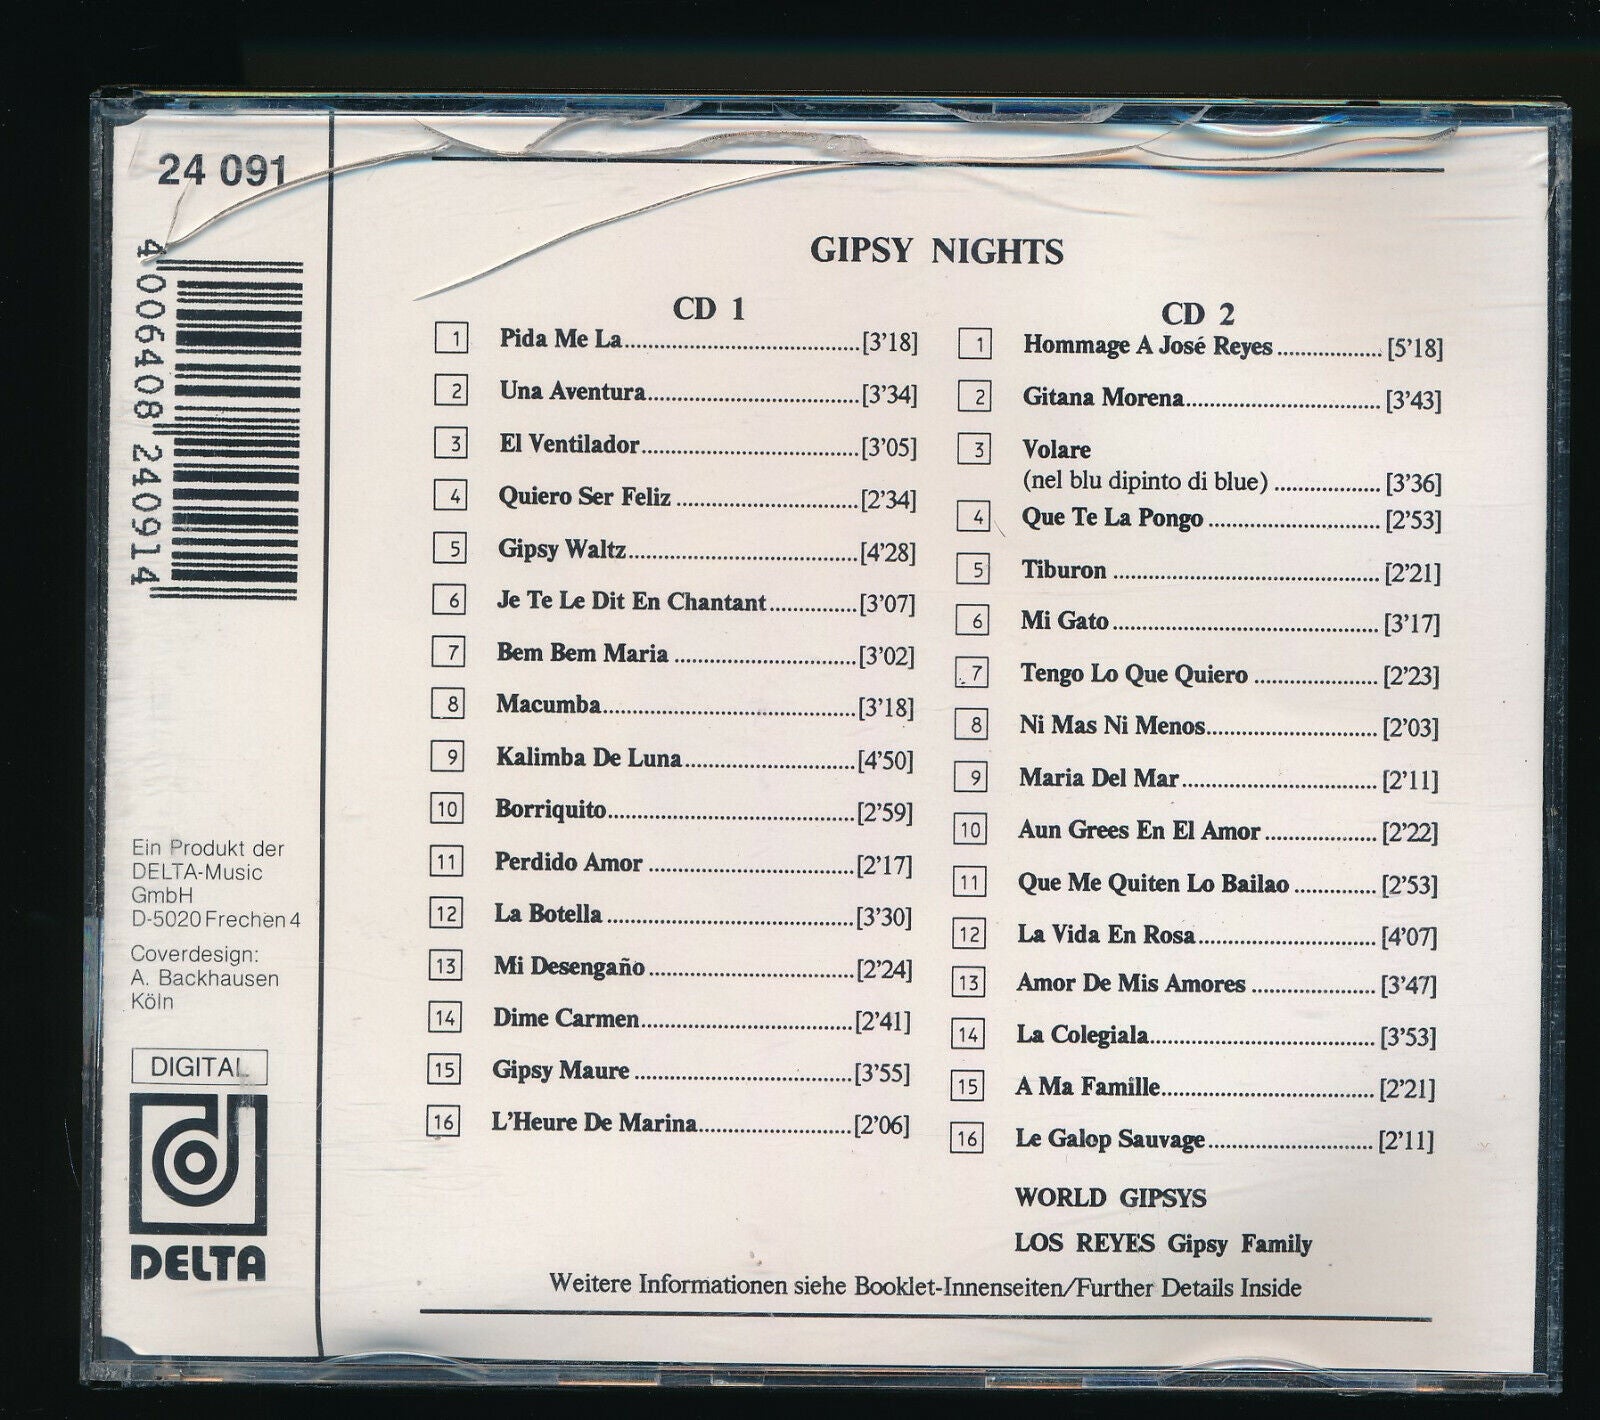 24 091
4 006408 240914
Ein Produkt der
DELTA-Music
GmbH
D-5020 Frechen 4
Coverdesign:
A. Backhausen
Köln
DIGITAL
DELTA
GIPSY NIGHTS
CD 1
1 Pida Me La [3'18]
2 Una Aventura [3'34]
3 El Ventilador [3'05]
4 Quiero Ser Feliz [2'34]
5 Gipsy Waltz [4'28]
6 Je Te Le Dit En Chantant [3'07]
7 Bem Bem Maria [3'02]
8 Macumba [3'18]
9 Kalimba De Luna [4'50]
10 Borriquito [2'59]
11 Perdido Amor [2'17]
12 La Botella [3'30]
13 Mi Desengaño [2'24]
14 Dime Carmen [2'41]
15 Gipsy Maure [3'55]
16 L'Heure De Marina [2'06]
CD 2
1 Hommage A José Reyes [5'18]
2 Gitana Morena [3'43]
3 Volare
(nel blu dipinto di blue) [3'36]
4 Que Te La Pongo [2'53]
5 Tiburon [2'21]
6 Mi Gato [3'17]
7 Tengo Lo Que Quiero [2'23]
8 Ni Mas Ni Menos [2'03]
9 Maria Del Mar [2'11]
10 Aun Grees En El Amor [2'22]
11 Que Me Quiten Lo Bailao [2'53]
12 La Vida En Rosa [4'07]
13 Amor De Mis Amores [3'47]
14 La Colegiala [3'53]
15 A Ma Famille [2'21]
16 Le Galop Sauvage [2'11]
WORLD GIPSYS
LOS REYES Gipsy Family
Weitere Informationen siehe Booklet-Innenseiten/Further Details Inside